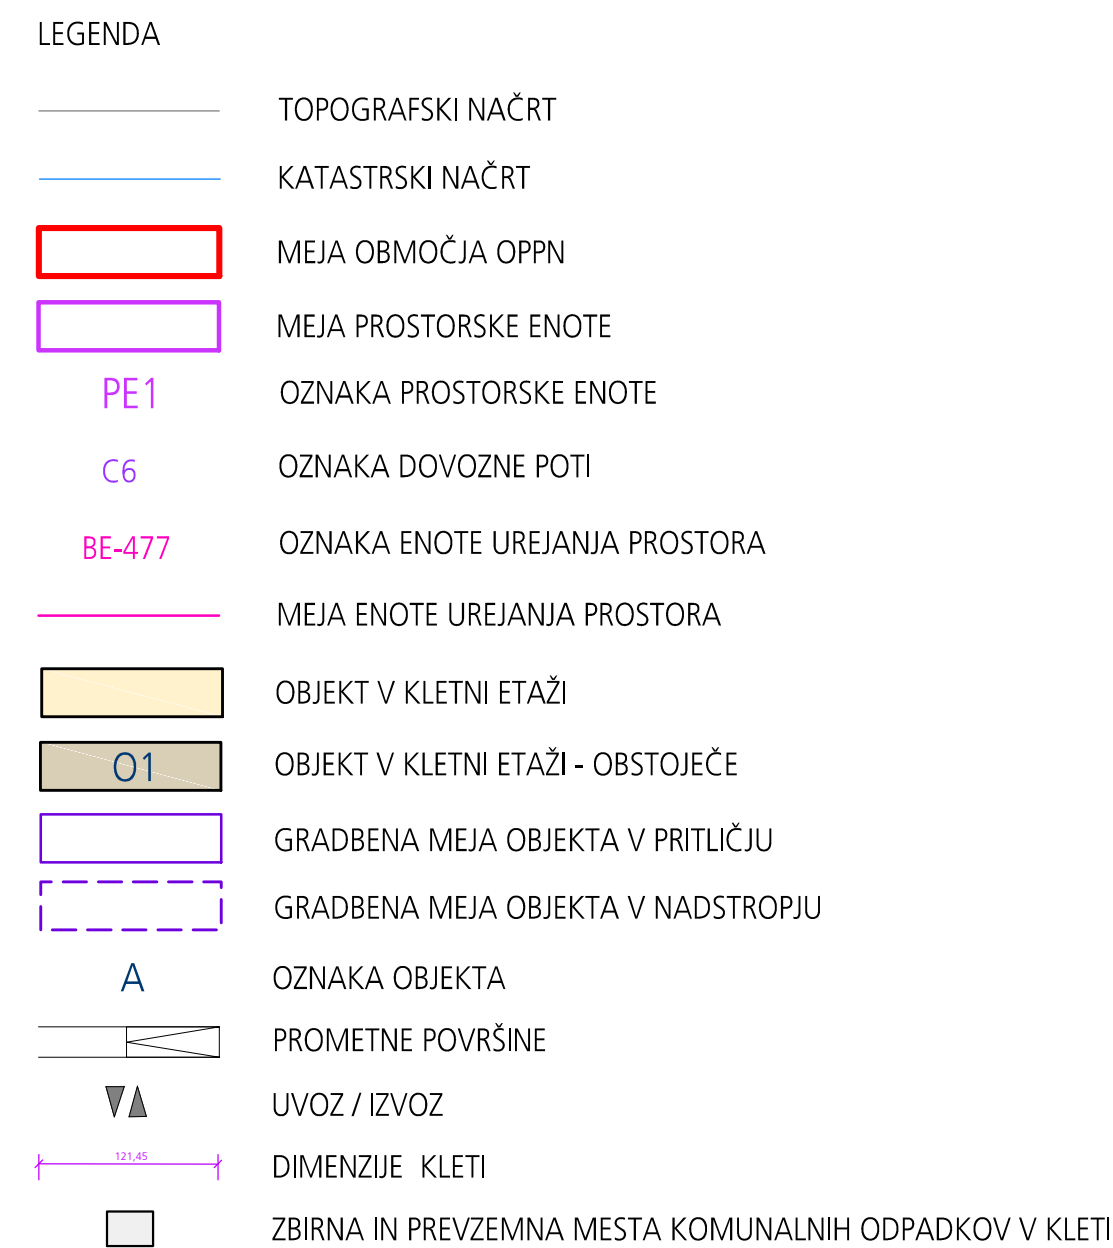 LEGENDA
TOPOGRAFSKI NAČRT
KATASTRSKI NAČRT
MEJA OBMOČJA OPPN
MEJA PROSTORSKE ENOTE
PE1 OZNAKA PROSTORSKE ENOTE
C6 OZNAKA DOVOZNE POTI
BE-477 OZNAKA ENOTE UREJANJA PROSTORA
MEJA ENOTE UREJANJA PROSTORA
OBJEKT V KLETNI ETAŽI
O1 OBJEKT V KLETNI ETAŽI - OBSTOJEČE
GRADBENA MEJA OBJEKTA V PRITLIČJU
GRADBENA MEJA OBJEKTA V NADSTROPJU
A OZNAKA OBJEKTA
PROMETNE POVRŠINE
UVOZ / IZVOZ
121,45 DIMENZIJE KLETI
ZBIRNA IN PREVZEMNA MESTA KOMUNALNIH ODPADKOV V KLETI